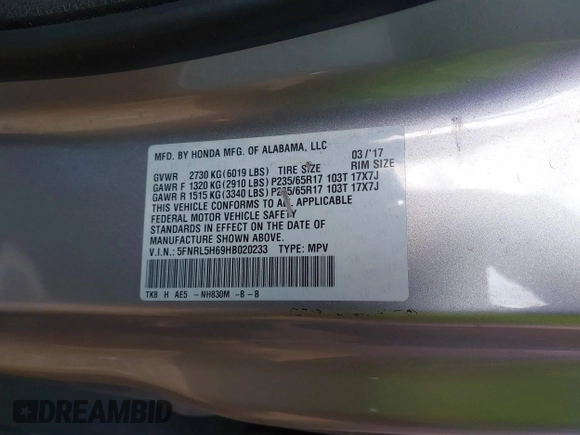 MFD. BY HONDA MFG. OF ALABAMA, LLC 03/'17
GVWR 2730 KG (6019 LBS) TIRE SIZE RIM SIZE
GAWR F 1320 KG (2910 LBS) P235/65R17 103T 17X7J
GAWR R 1515 KG (3340 LBS) P235/65R17 103T 17X7J
THIS VEHICLE CONFORMS TO ALL APPLICABLE
FEDERAL MOTOR VEHICLE SAFETY
STANDARDS IN EFFECT ON THE DATE OF
MANUFACTURE SHOWN ABOVE.
V.I.N.: 5FNRL5H69HB020233 TYPE: MPV
TK8 H AE5 - NH830M -B - B
DREAMBID